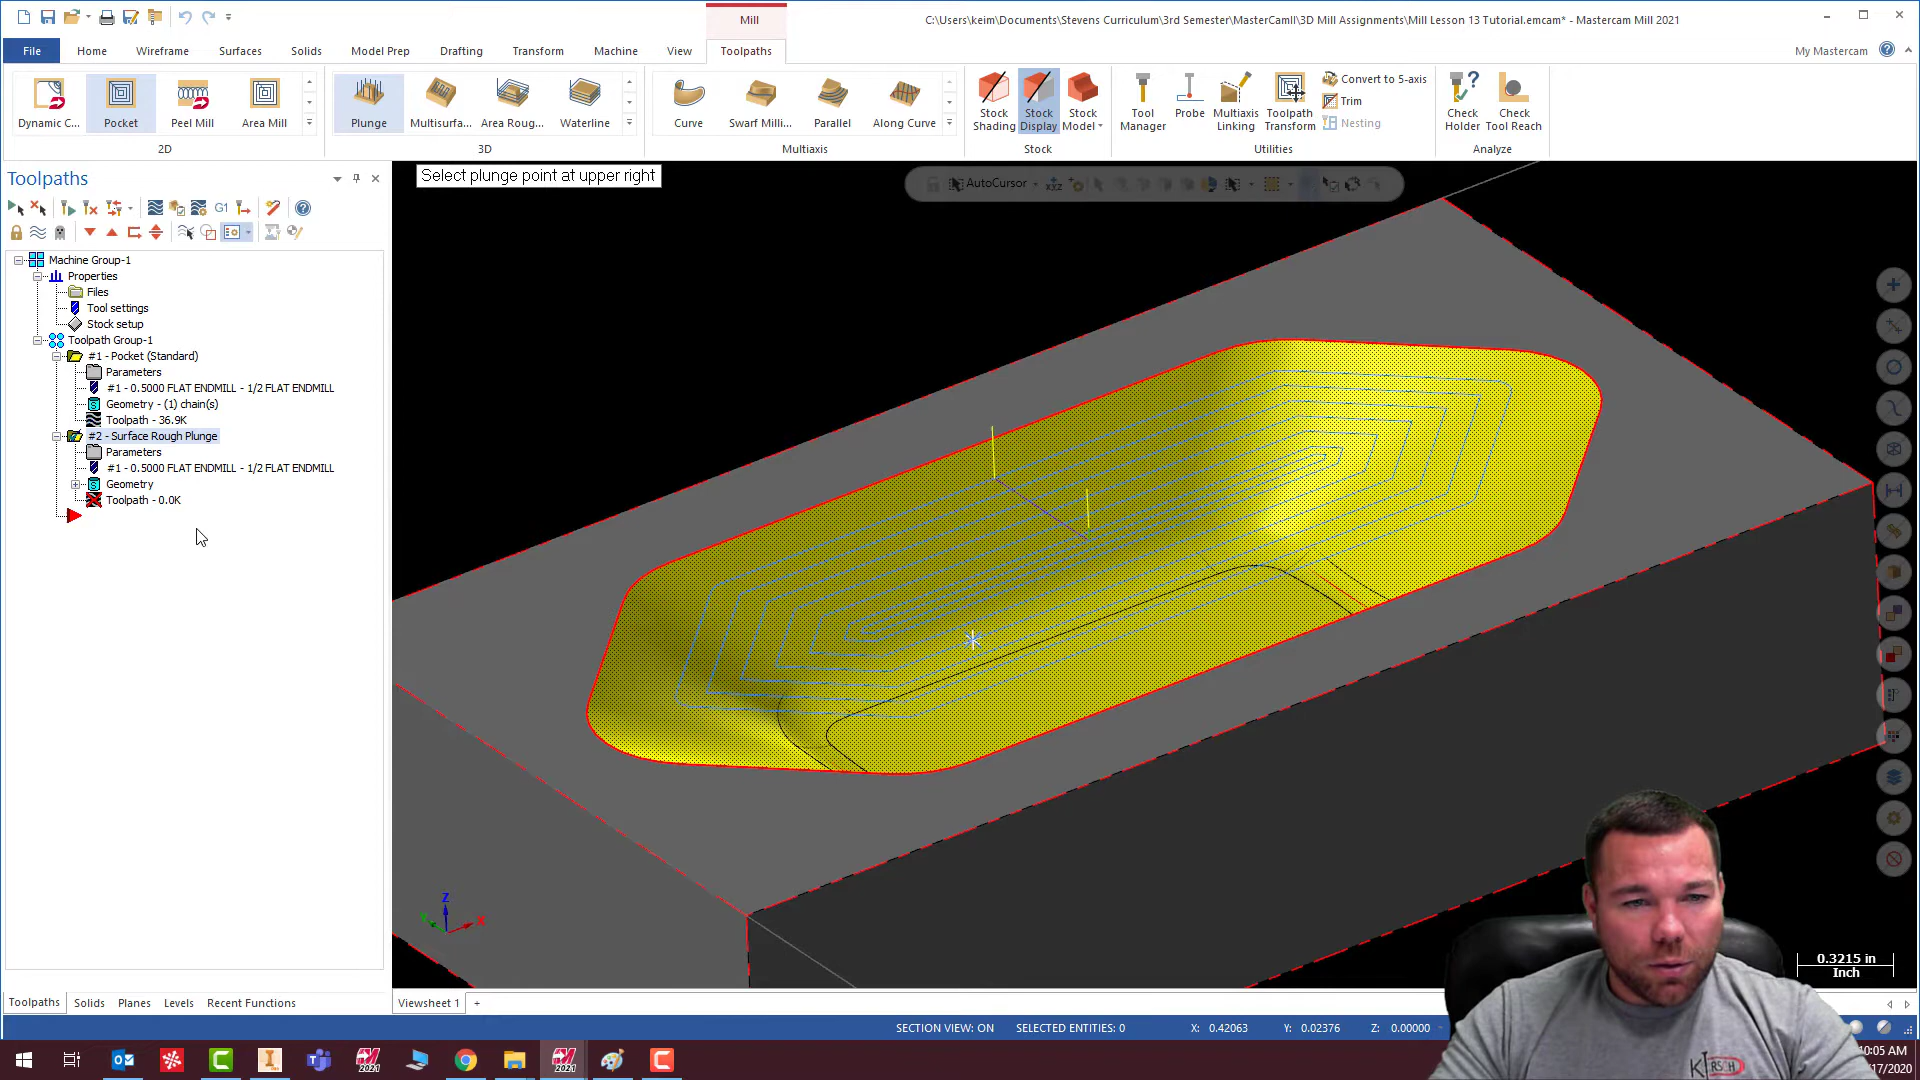 Mill
C:\Users\keim\Documents\Stevens Curriculum\3rd Semester\MasterCamII\3D Mill Assignments\Mill Lesson 13 Tutorial.emcam* - Mastercam Mill 2021
File Home Wireframe Surfaces Solids Model Prep Drafting Transform Machine View Toolpaths My Mastercam
Dynamic C... Pocket Peel Mill Area Mill
2D
Plunge Multisurfa... Area Roug... Waterline
3D
Curve Swarf Milli... Parallel Along Curve
Multiaxis
Stock Shading Stock Display Stock Model
Stock
Tool Manager Probe Multiaxis Linking Toolpath Transform Convert to 5-axis
Trim
Nesting
Utilities
Check Holder Check Tool Reach
Analyze
Toolpaths
Select plunge point at upper right
AutoCursor
G1
Machine Group-1
Properties
Files
Tool settings
Stock setup
Toolpath Group-1
#1 - Pocket (Standard)
Parameters
#1 - 0.5000 FLAT ENDMILL - 1/2 FLAT ENDMILL
Geometry - (1) chain(s)
Toolpath - 36.9K
#2 - Surface Rough Plunge
Parameters
#1 - 0.5000 FLAT ENDMILL - 1/2 FLAT ENDMILL
Geometry
Toolpath - 0.0K
Z
X
0.3215 in
Inch
Toolpaths Solids Planes Levels Recent Functions
Viewsheet 1 +
SECTION VIEW: ON SELECTED ENTITIES: 0 X: 0.42063 Y: 0.02376 Z: 0.00000
2021
2021